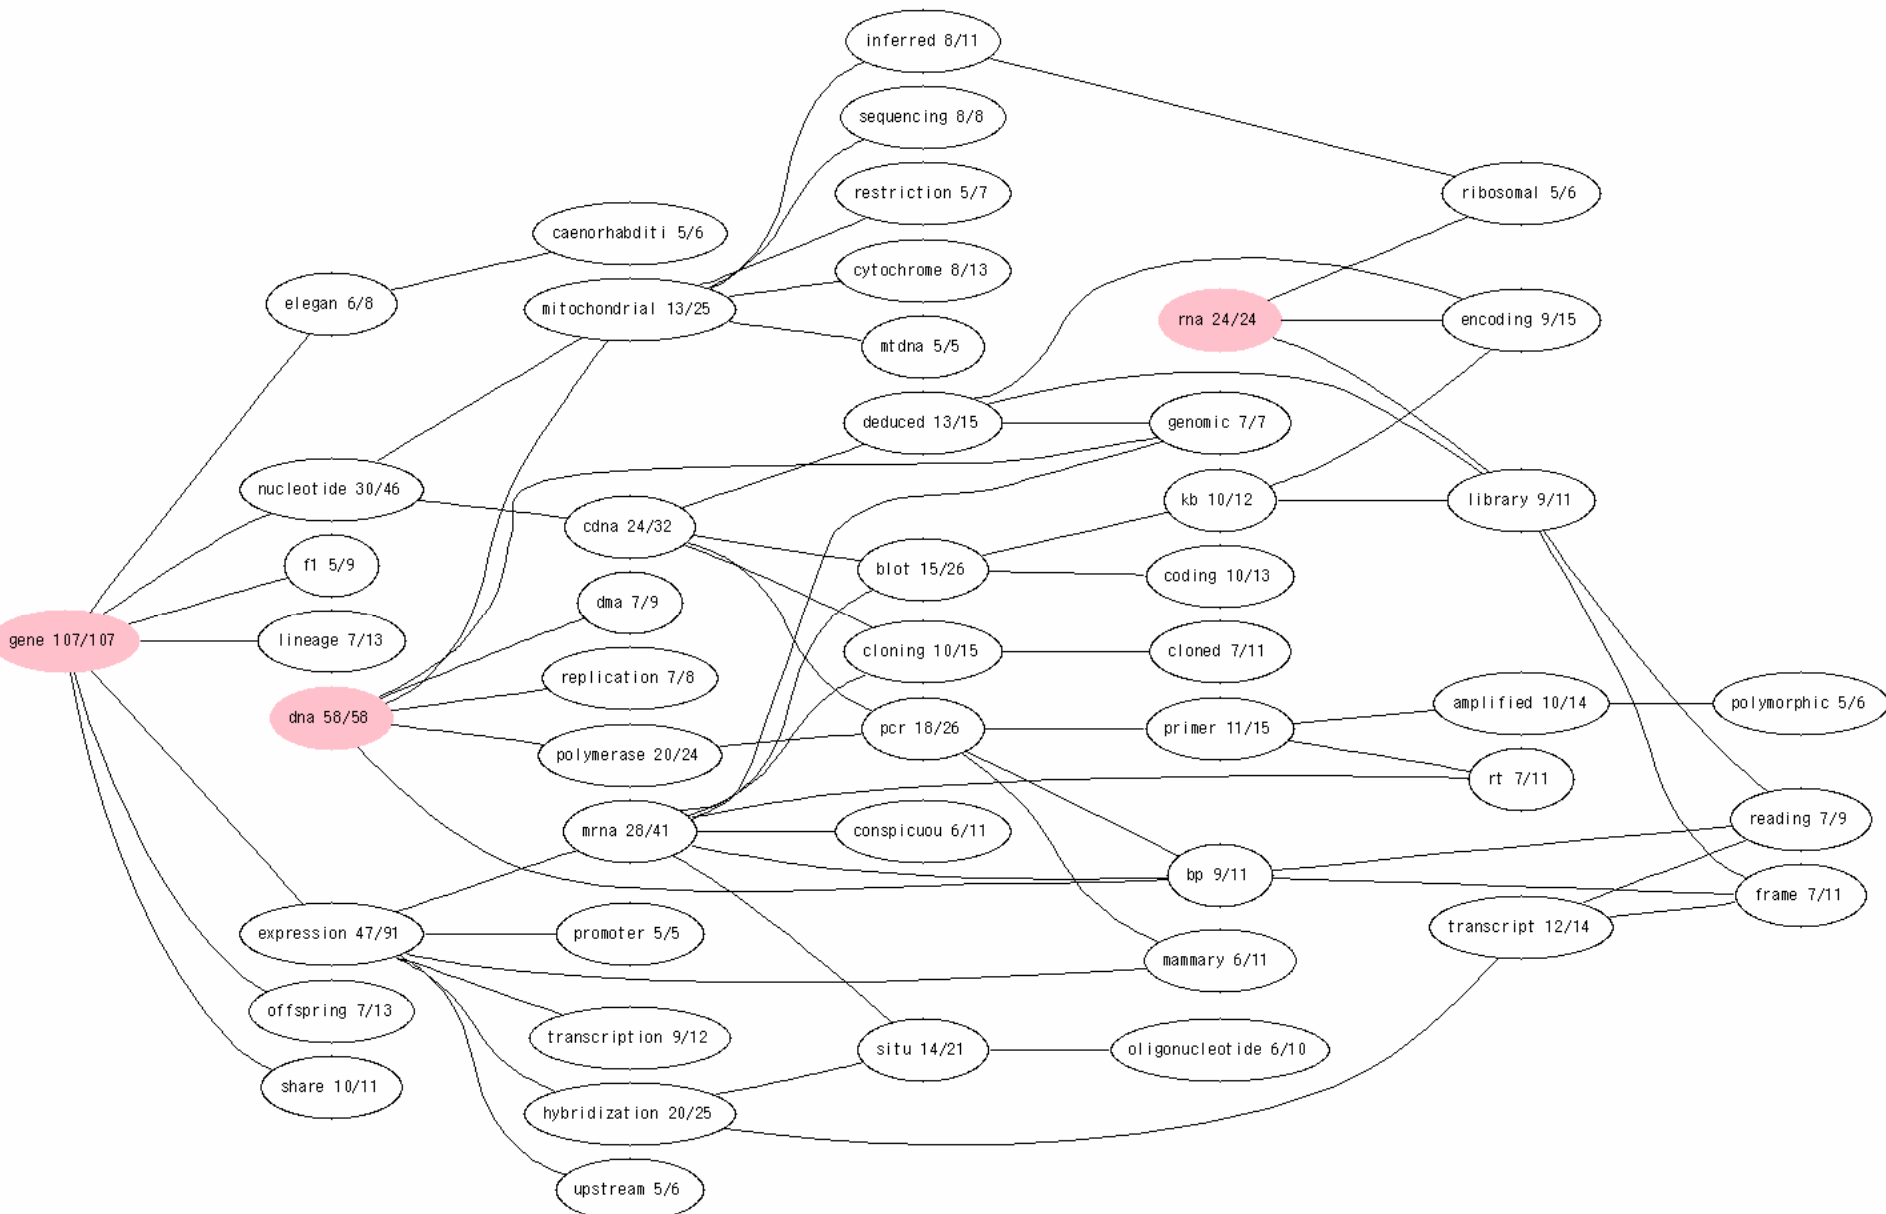 inferred 8/11
sequencing 8/8
restriction 5/7
ribosomal 5/6
caenorhabditi 5/6
cytochrome 8/13
elegan 6/8
mitochondrial 13/25
rna 24/24
encoding 9/15
mtdna 5/5
deduced 13/15
genomic 7/7
nucleotide 30/46
kb 10/12
library 9/11
cdna 24/32
f1 5/9
blot 15/26
coding 10/13
dma 7/9
gene 107/107
lineage 7/13
cloning 10/15
cloned 7/11
replication 7/8
amplified 10/14
polymorphic 5/6
dna 58/58
pcr 18/26
primer 11/15
polymerase 20/24
rt 7/11
mrna 28/41
conspicuou 6/11
reading 7/9
bp 9/11
frame 7/11
expression 47/91
promoter 5/5
transcript 12/14
mammary 6/11
offspring 7/13
transcription 9/12
situ 14/21
oligonucleotide 6/10
share 10/11
hybridization 20/25
upstream 5/6